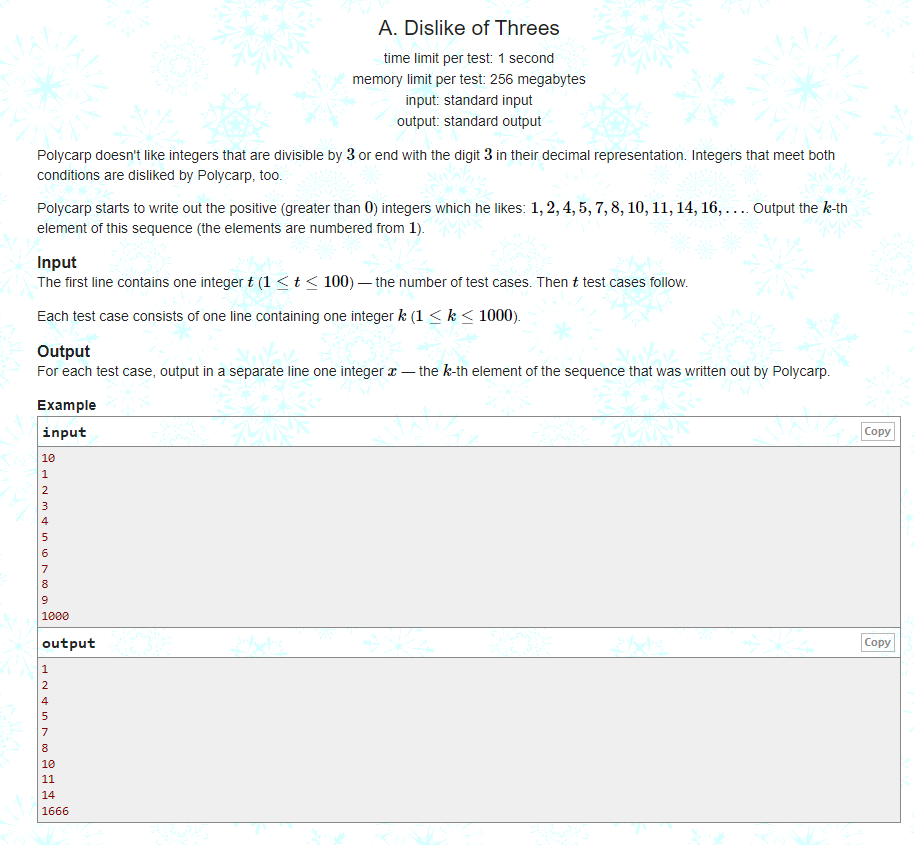 A. Dislike of Threes
time limit per test: 1 second
memory limit per test: 256 megabytes
input: standard input
output: standard output
Polycarp doesn't like integers that are divisible by 3 or end with the digit 3 in their decimal representation. Integers that meet both
conditions are disliked by Polycarp, too.
Polycarp starts to write out the positive (greater than 0) integers which he likes: 1, 2, 4, 5, 7, 8, 10, 11, 14, 16, .... Output the k-th
element of this sequence (the elements are numbered from 1).
Input
The first line contains one integer t (1 ≤ t ≤ 100) — the number of test cases. Then t test cases follow.
Each test case consists of one line containing one integer k (1 ≤ k ≤ 1000).
Output
For each test case, output in a separate line one integer x — the k-th element of the sequence that was written out by Polycarp.
Example
input Copy
10
1
2
3
4
5
6
7
8
9
1000
output Copy
1
2
4
5
7
8
10
11
14
1666